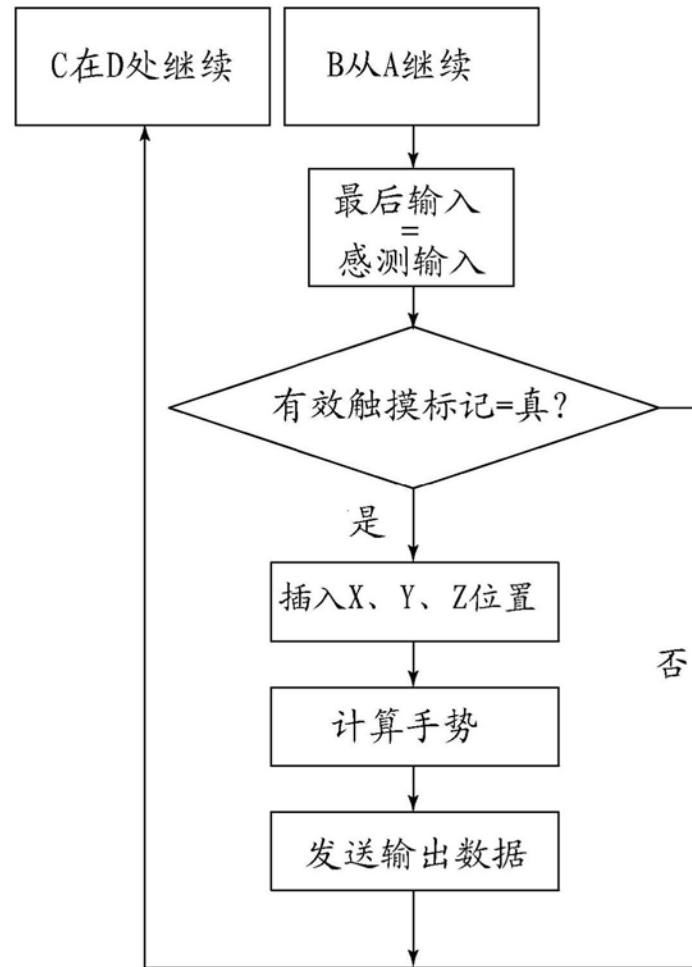 C在D处继续
B从A继续
最后输入
=
感测输入
有效触摸标记=真?
是
插入X、Y、Z位置
否
计算手势
发送输出数据